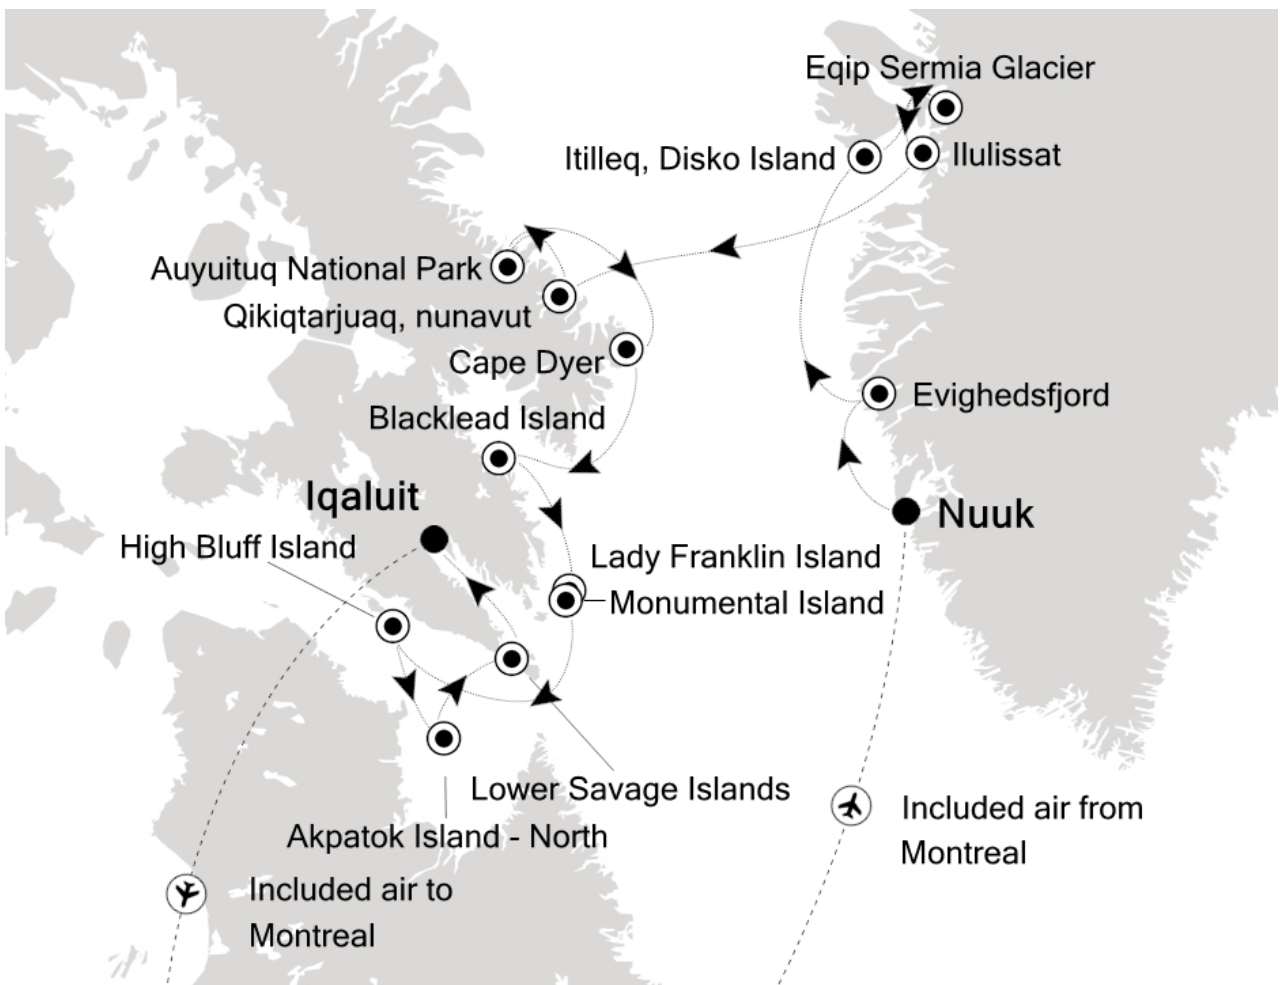 Eqip Sermia Glacier
Itilleq, Disko Island
Ilulissat
Auyuituq National Park
Qikiqtarjuaq, nunavut
Cape Dyer
Evighedsfjord
Blacklead Island
Iqaluit
Nuuk
High Bluff Island
Lady Franklin Island
Monumental Island
Lower Savage Islands
Akpatok Island - North
Included air from
Montreal
Included air to
Montreal